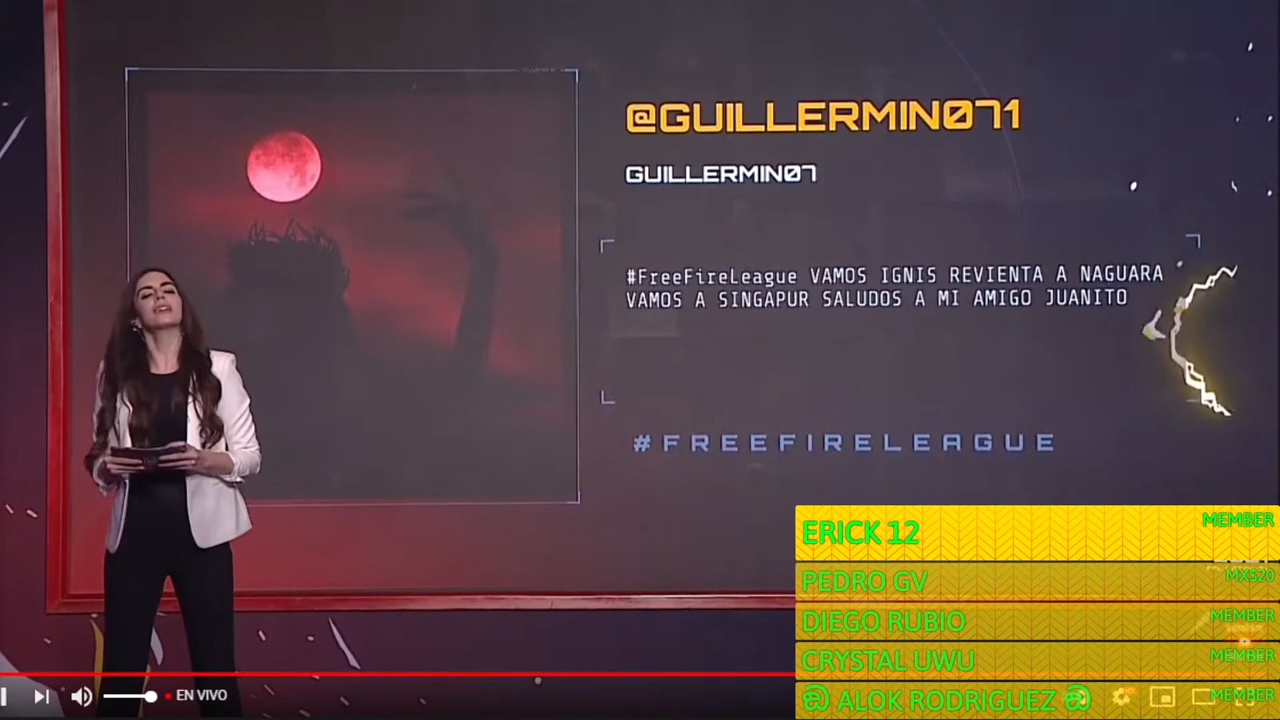 @GUILLERMIN071
GUILLERMIN07
#FreeFireLeague VAMOS IGNIS REVIENTA A NAGUARA
VAMOS A SINGAPUR SALUDOS A MI AMIGO JUANITO
#FREEFIRELEAGUE
ERICK 12 MEMBER
PEDRO GV MX$20
DIEGO RUBIO MEMBER
CRYSTAL UWU MEMBER
ALOK RODRIGUEZ MEMBER
EN VIVO